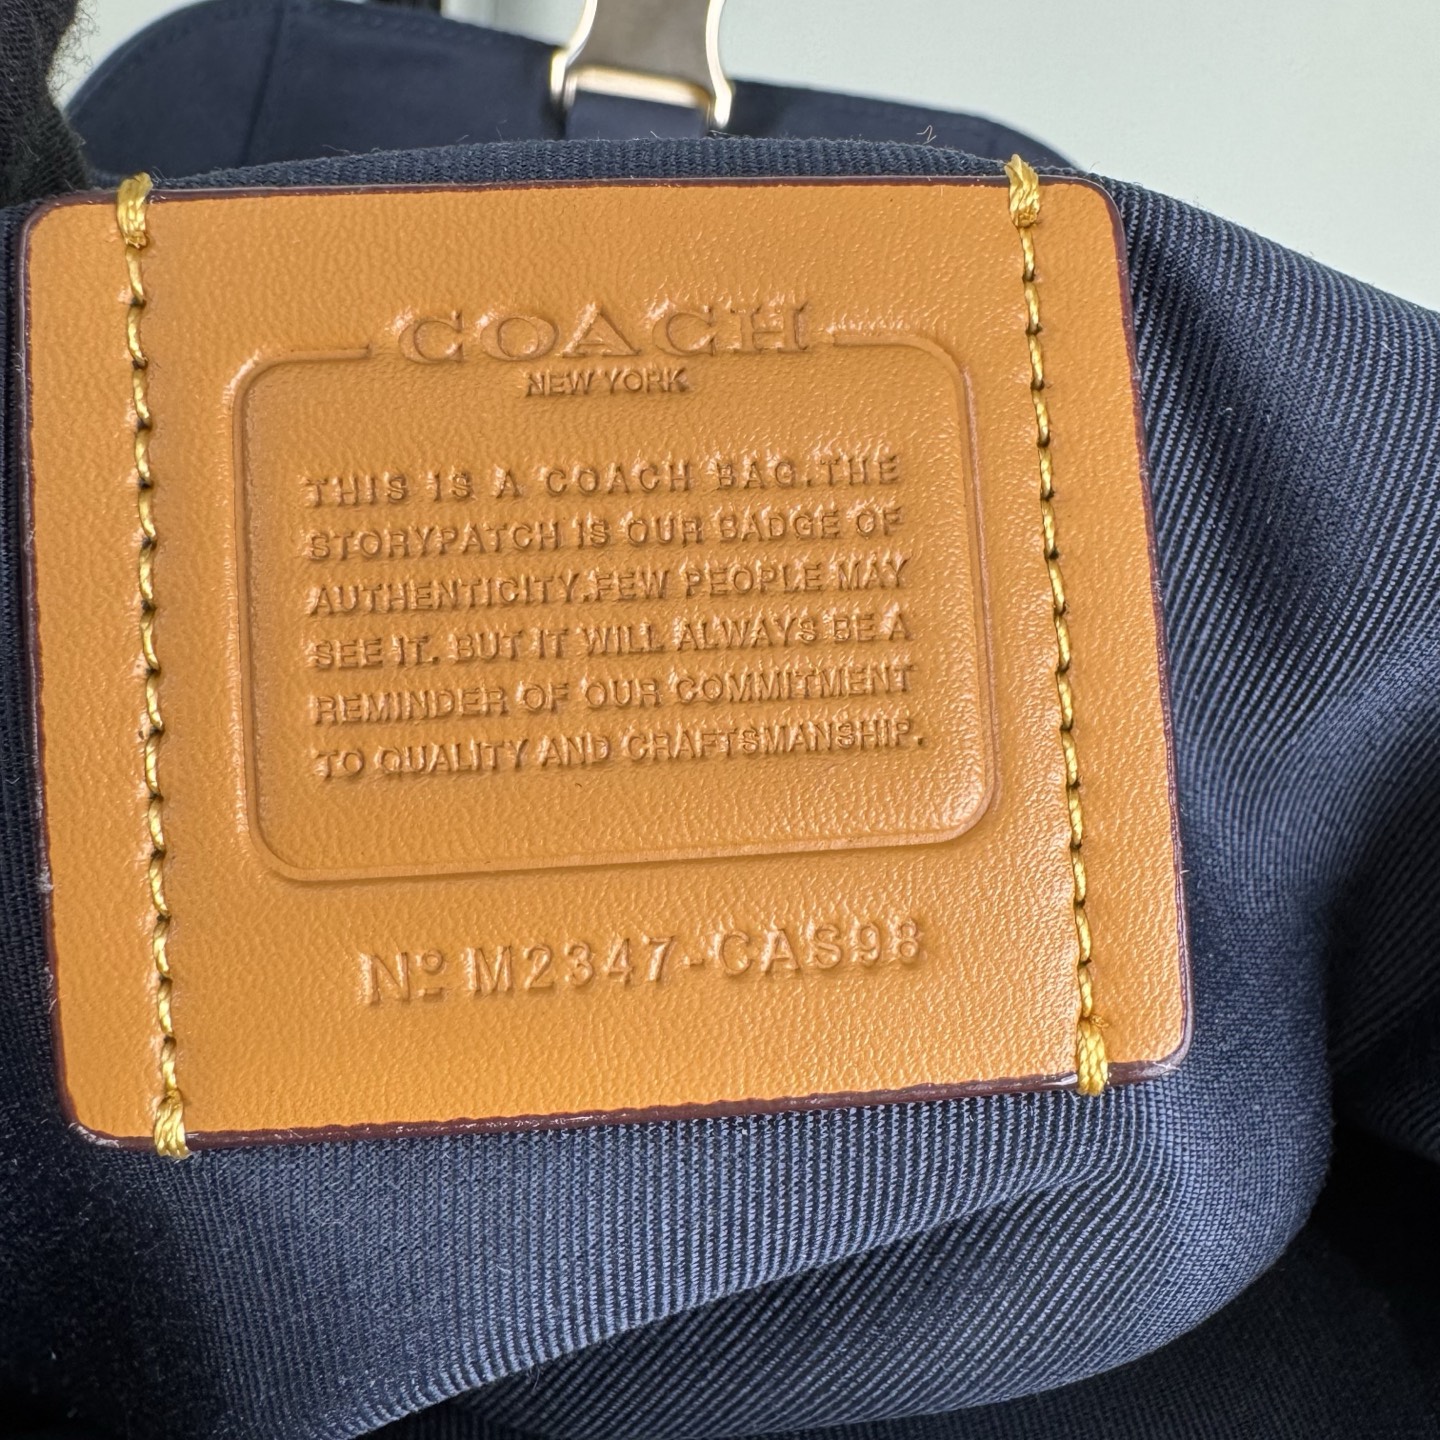 COACH
NEW YORK
THIS IS A COACH BAG.THE
STORYPATCH IS OUR BADGE OF
AUTHENTICITY.FEW PEOPLE MAY
SEE IT. BUT IT WILL ALWAYS BE A
REMINDER OF OUR COMMITMENT
TO QUALITY AND CRAFTSMANSHIP.
Nº M2347-CAS98